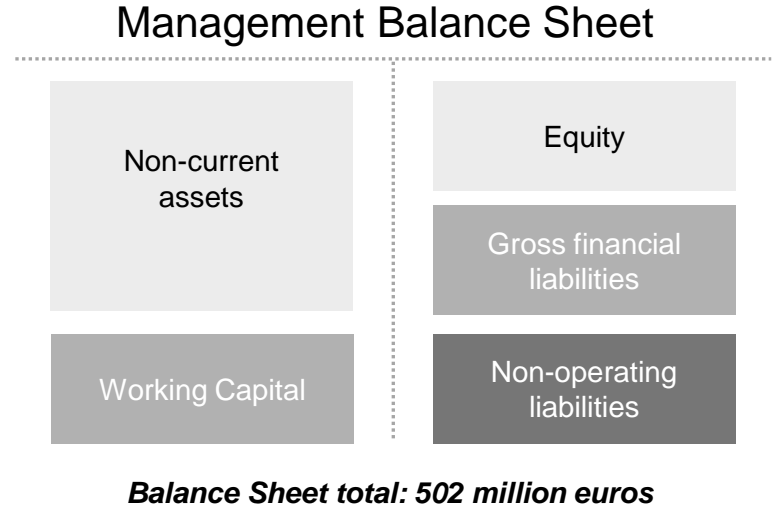 Management Balance Sheet
Non-current
assets
Working Capital
Equity
Gross financial
liabilities
Non-operating
liabilities
Balance Sheet total: 502 million euros